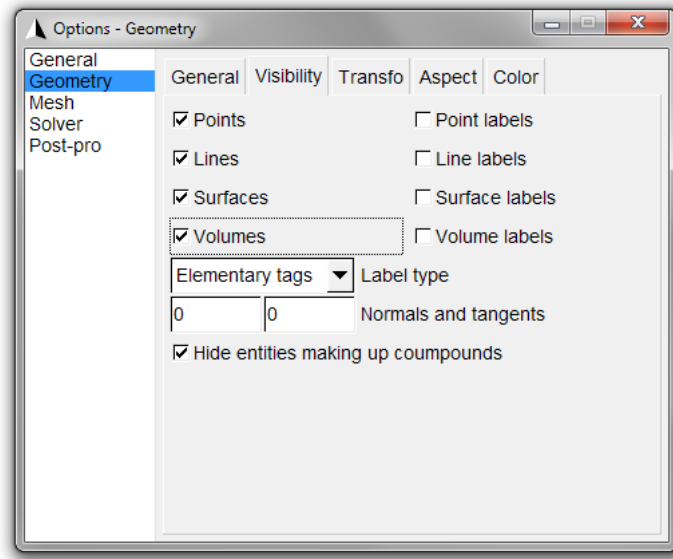 Options - Geometry
General
Geometry
Mesh
Solver
Post-pro
General Visibility Transfo Aspect Color
Points Point labels
Lines Line labels
Surfaces Surface labels
Volumes Volume labels
Elementary tags Label type
0 0 Normals and tangents
Hide entities making up coumpounds